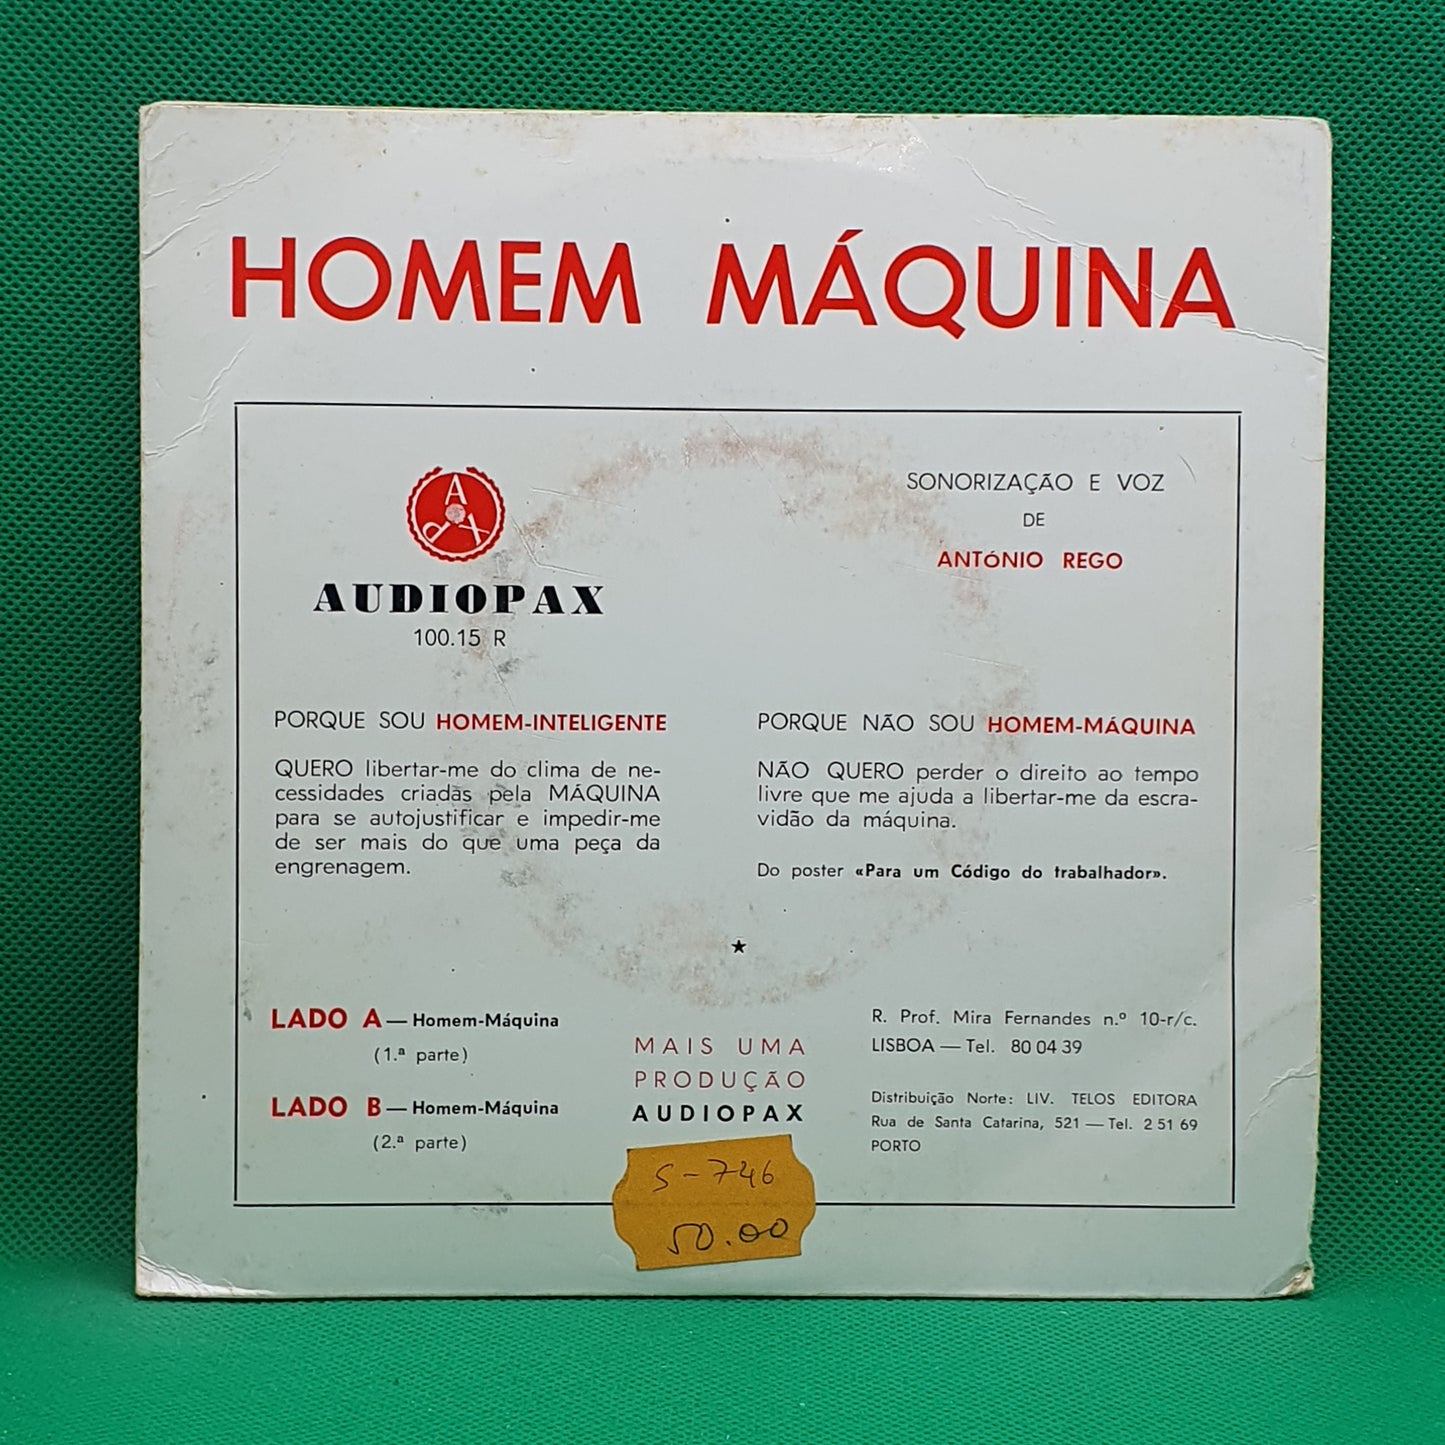 HOMEM MÁQUINA
A
P X
AUDIOPAX
100.15 R
SONORIZAÇÃO E VOZ
DE
ANTÓNIO REGO
PORQUE SOU HOMEM-INTELIGENTE
QUERO libertar-me do clima de ne-
cessidades criadas pela MÁQUINA
para se autojustificar e impedir-me
de ser mais do que uma peça da
engrenagem.
PORQUE NÃO SOU HOMEM-MÁQUINA
NÃO QUERO perder o direito ao tempo
livre que me ajuda a libertar-me da escra-
vidão da máquina.
Do poster «Para um Código do trabalhador».
LADO A — Homem-Máquina
(1.ª parte)
LADO B — Homem-Máquina
(2.ª parte)
MAIS UMA
PRODUÇÃO
AUDIOPAX
R. Prof. Mira Fernandes n.º 10-r/c.
LISBOA — Tel. 80 04 39
Distribuição Norte: LIV. TELOS EDITORA
Rua de Santa Catarina, 521 — Tel. 2 51 69
PORTO
S-746
50.00